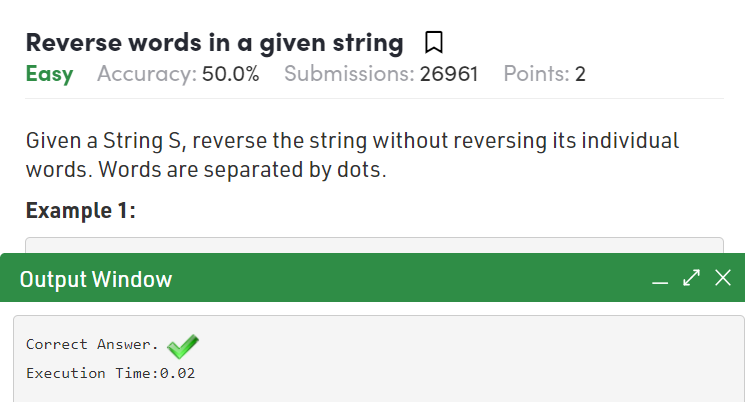 Reverse words in a given string
Easy Accuracy: 50.0% Submissions: 26961 Points: 2
Given a String S, reverse the string without reversing its individual
words. Words are separated by dots.
Example 1:
Output Window
Correct Answer.
Execution Time:0.02